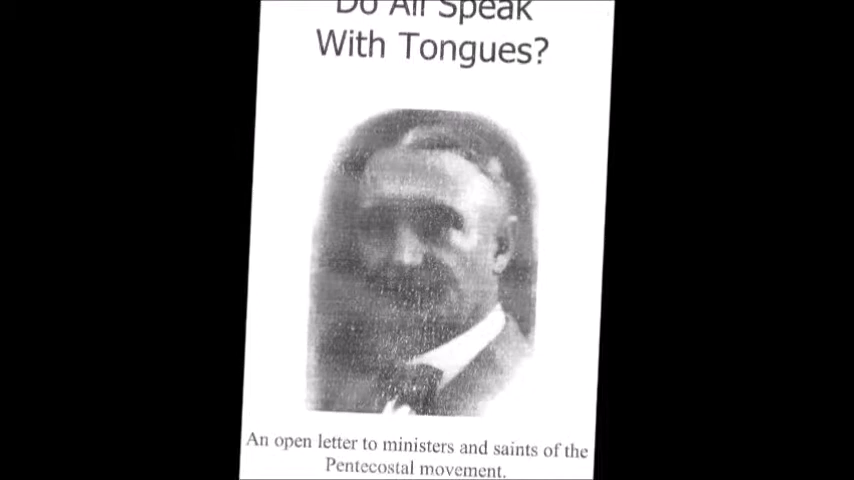 Do All Speak
With Tongues?
An open letter to ministers and saints of the
Pentecostal movement.